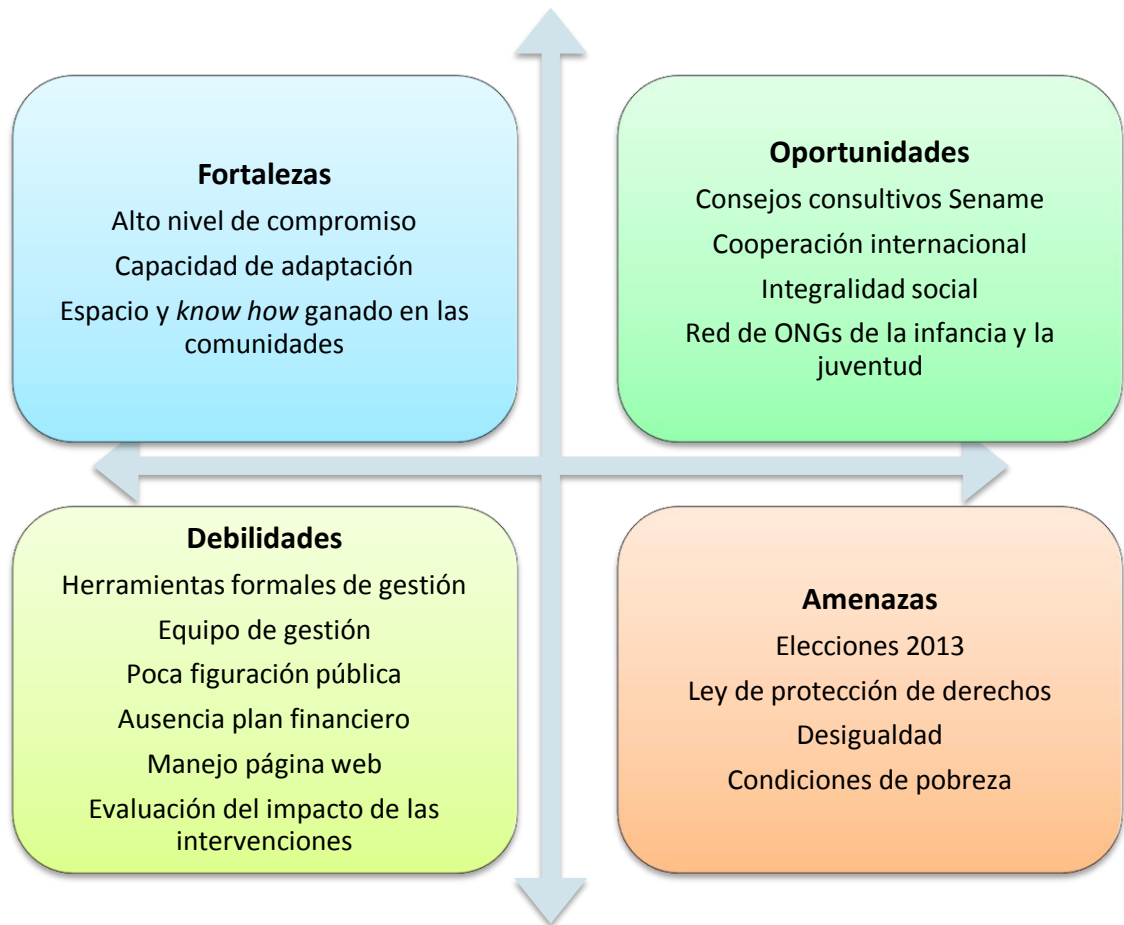 Fortalezas
Alto nivel de compromiso
Capacidad de adaptación
Espacio y know how ganado en las
comunidades
Oportunidades
Consejos consultivos Sename
Cooperación internacional
Integralidad social
Red de ONGs de la infancia y la
juventud
Debilidades
Herramientas formales de gestión
Equipo de gestión
Poca figuración pública
Ausencia plan financiero
Manejo página web
Evaluación del impacto de las
intervenciones
Amenazas
Elecciones 2013
Ley de protección de derechos
Desigualdad
Condiciones de pobreza